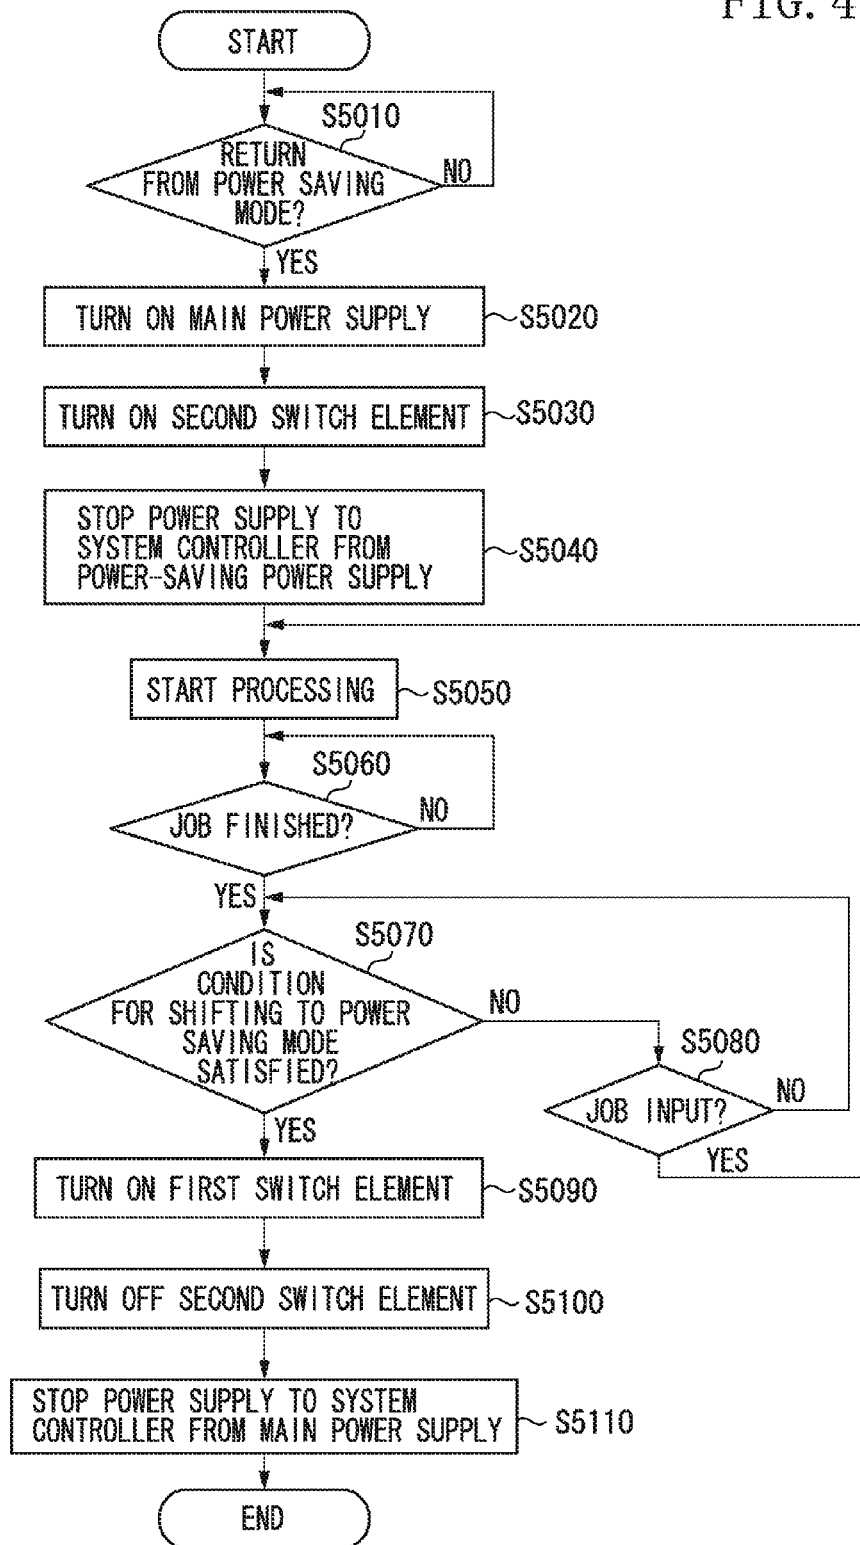 FIG. 4
START
S5010
RETURN
FROM POWER SAVING
MODE?
NO
YES
TURN ON MAIN POWER SUPPLY
S5020
TURN ON SECOND SWITCH ELEMENT
S5030
STOP POWER SUPPLY TO
SYSTEM CONTROLLER FROM
POWER-SAVING POWER SUPPLY
S5040
START PROCESSING
S5050
S5060
JOB FINISHED?
NO
YES
S5070
IS
CONDITION
FOR SHIFTING TO POWER
SAVING MODE
SATISFIED?
NO
S5080
JOB INPUT?
NO
YES
YES
TURN ON FIRST SWITCH ELEMENT
S5090
TURN OFF SECOND SWITCH ELEMENT
S5100
STOP POWER SUPPLY TO SYSTEM
CONTROLLER FROM MAIN POWER SUPPLY
S5110
END